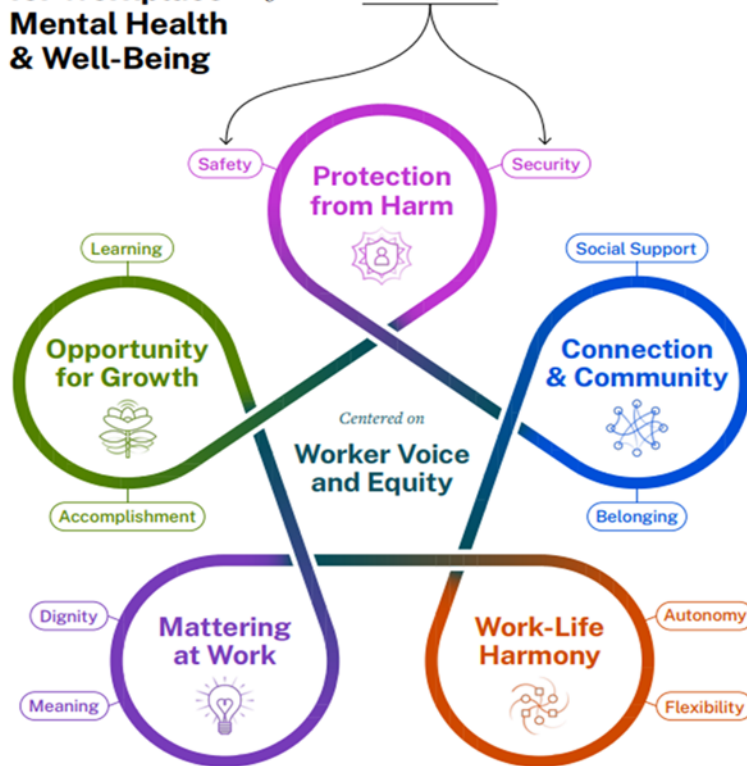 Mental Health
& Well-Being
Safety
Security
Protection
from Harm
Learning
Social Support
Opportunity
for Growth
Connection
& Community
Centered on
Worker Voice
and Equity
Accomplishment
Belonging
Dignity
Autonomy
Mattering
at Work
Work-Life
Harmony
Meaning
Flexibility